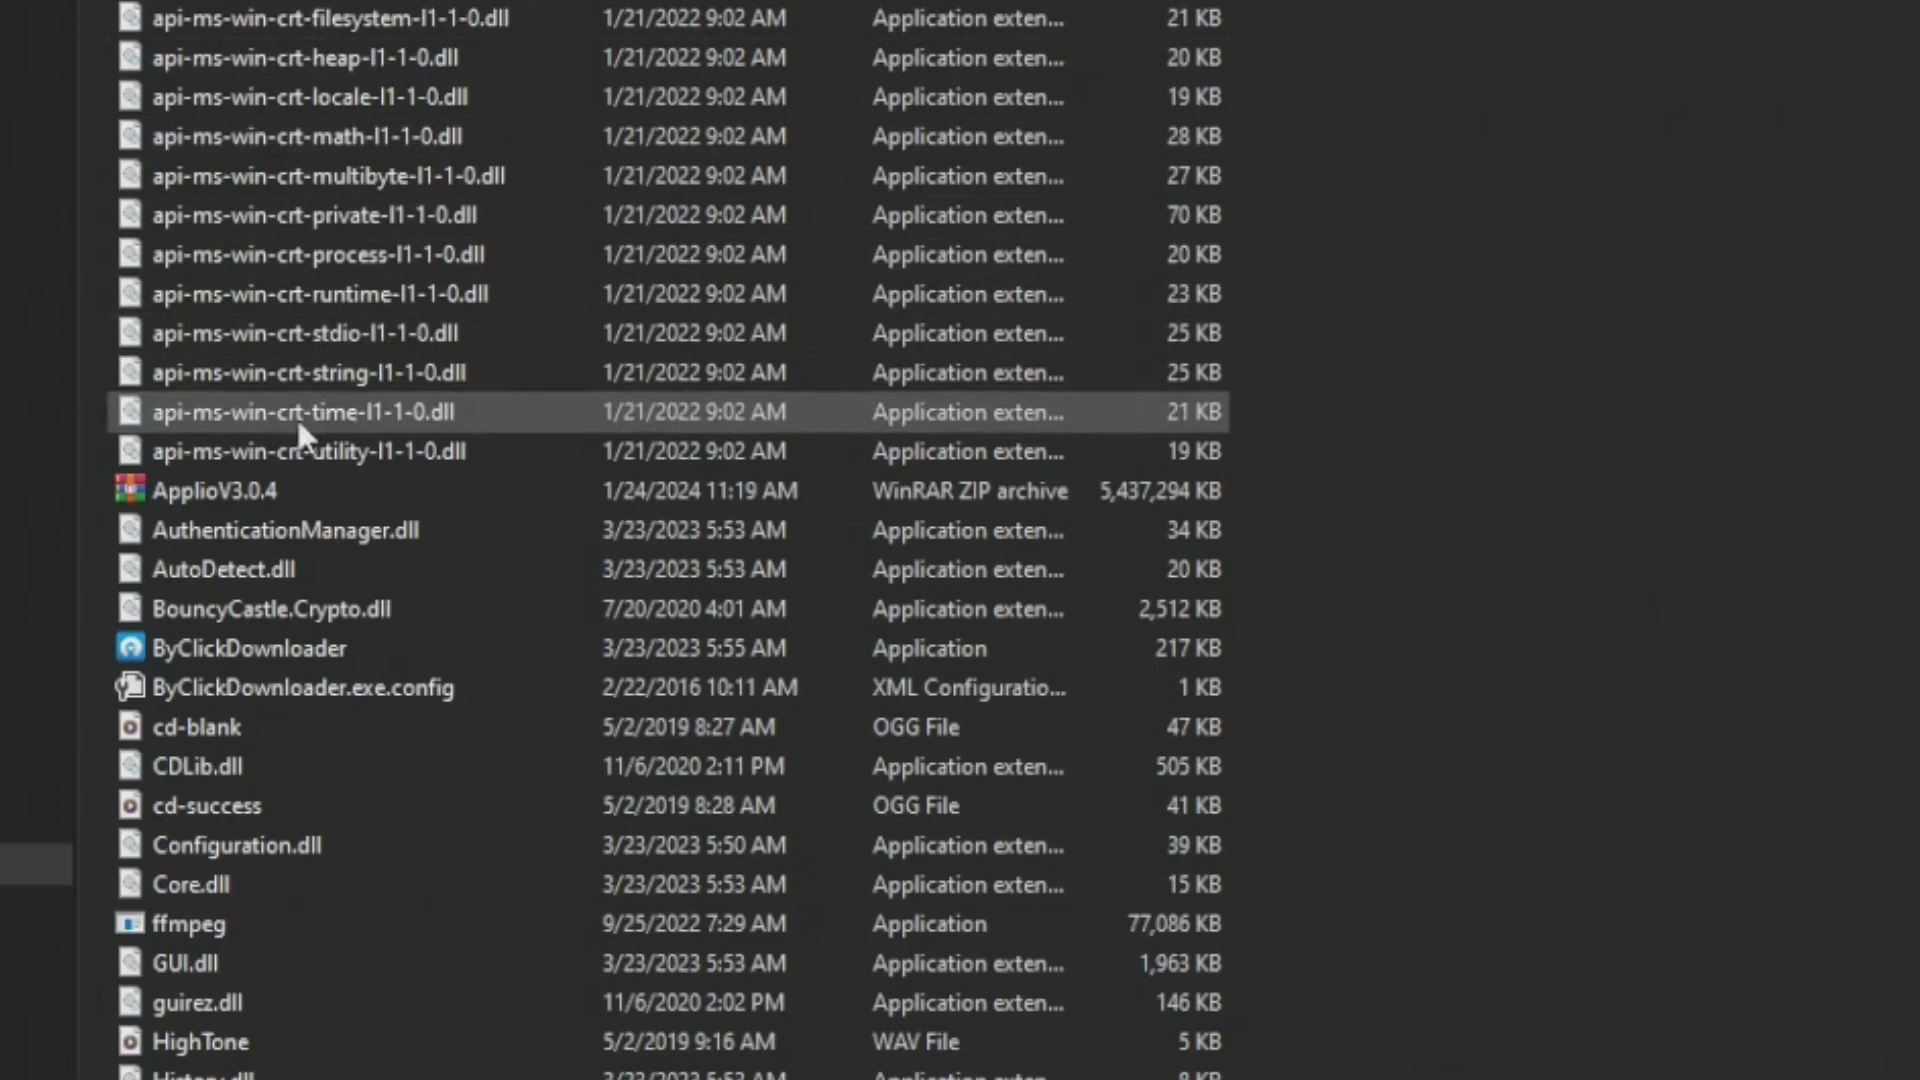 api-ms-win-crt-filesystem-l1-1-0.dll 1/21/2022 9:02 AM Application exten... 21 KB
api-ms-win-crt-heap-l1-1-0.dll 1/21/2022 9:02 AM Application exten... 20 KB
api-ms-win-crt-locale-l1-1-0.dll 1/21/2022 9:02 AM Application exten... 19 KB
api-ms-win-crt-math-l1-1-0.dll 1/21/2022 9:02 AM Application exten... 28 KB
api-ms-win-crt-multibyte-l1-1-0.dll 1/21/2022 9:02 AM Application exten... 27 KB
api-ms-win-crt-private-l1-1-0.dll 1/21/2022 9:02 AM Application exten... 70 KB
api-ms-win-crt-process-l1-1-0.dll 1/21/2022 9:02 AM Application exten... 20 KB
api-ms-win-crt-runtime-l1-1-0.dll 1/21/2022 9:02 AM Application exten... 23 KB
api-ms-win-crt-stdio-l1-1-0.dll 1/21/2022 9:02 AM Application exten... 25 KB
api-ms-win-crt-string-l1-1-0.dll 1/21/2022 9:02 AM Application exten... 25 KB
api-ms-win-crt-time-l1-1-0.dll 1/21/2022 9:02 AM Application exten... 21 KB
api-ms-win-crt-utility-l1-1-0.dll 1/21/2022 9:02 AM Application exten... 19 KB
ApplioV3.0.4 1/24/2024 11:19 AM WinRAR ZIP archive 5,437,294 KB
AuthenticationManager.dll 3/23/2023 5:53 AM Application exten... 34 KB
AutoDetect.dll 3/23/2023 5:53 AM Application exten... 20 KB
BouncyCastle.Crypto.dll 7/20/2020 4:01 AM Application exten... 2,512 KB
ByClickDownloader 3/23/2023 5:55 AM Application 217 KB
ByClickDownloader.exe.config 2/22/2016 10:11 AM XML Configuratio... 1 KB
cd-blank 5/2/2019 8:27 AM OGG File 47 KB
CDLib.dll 11/6/2020 2:11 PM Application exten... 505 KB
cd-success 5/2/2019 8:28 AM OGG File 41 KB
Configuration.dll 3/23/2023 5:50 AM Application exten... 39 KB
Core.dll 3/23/2023 5:53 AM Application exten... 15 KB
ffmpeg 9/25/2022 7:29 AM Application 77,086 KB
GUI.dll 3/23/2023 5:53 AM Application exten... 1,963 KB
guirez.dll 11/6/2020 2:02 PM Application exten... 146 KB
HighTone 5/2/2019 9:16 AM WAV File 5 KB